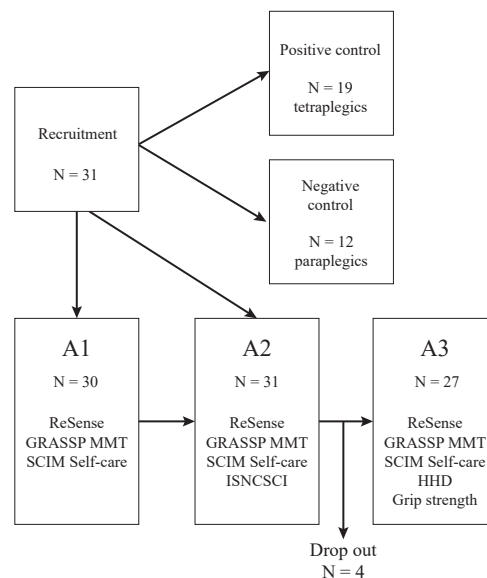 Positive control
N = 19
tetraplegics
Recruitment
N = 31
Negative
control
N = 12
paraplegics
A1
N = 30
ReSense
GRASSP MMT
SCIM Self-care
A2
N = 31
ReSense
GRASSP MMT
SCIM Self-care
ISNCSCI
A3
N = 27
ReSense
GRASSP MMT
SCIM Self-care
HHD
Grip strength
Drop out
N = 4